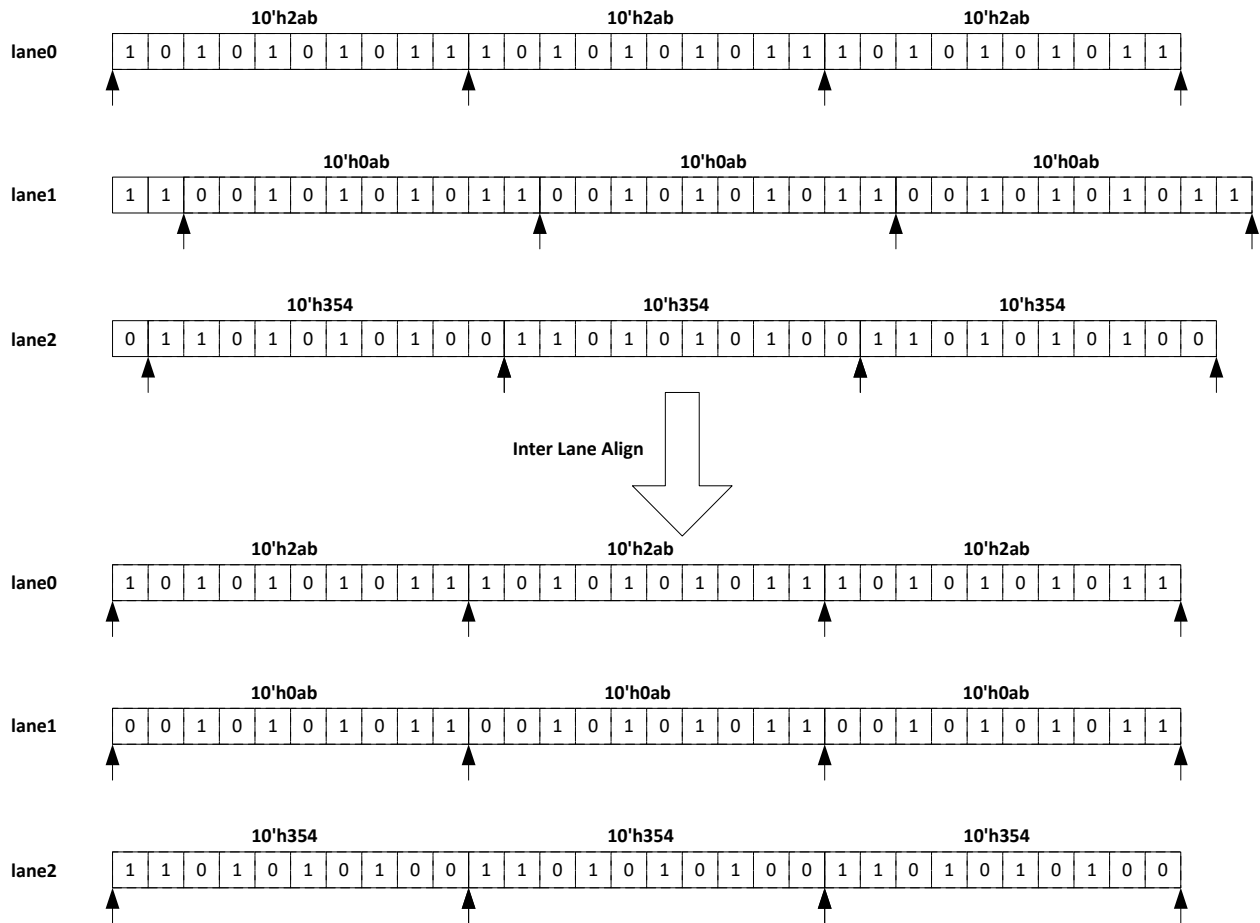 10'h2ab 10'h2ab 10'h2ab
lane0 1 0 1 0 1 0 1 0 1 1 1 0 1 0 1 0 1 0 1 1 1 0 1 0 1 0 1 0 1 1
10'h0ab 10'h0ab 10'h0ab
lane1 1 1 0 0 1 0 1 0 1 0 1 1 0 0 1 0 1 0 1 0 1 1 0 0 1 0 1 0 1 0 1 1
10'h354 10'h354 10'h354
lane2 0 1 1 0 1 0 1 0 1 0 0 1 1 0 1 0 1 0 1 0 0 1 1 0 1 0 1 0 1 0 0
Inter Lane Align
10'h2ab 10'h2ab 10'h2ab
lane0 1 0 1 0 1 0 1 0 1 1 1 0 1 0 1 0 1 0 1 1 1 0 1 0 1 0 1 0 1 1
10'h0ab 10'h0ab 10'h0ab
lane1 0 0 1 0 1 0 1 0 1 1 0 0 1 0 1 0 1 0 1 1 0 0 1 0 1 0 1 0 1 1
10'h354 10'h354 10'h354
lane2 1 1 0 1 0 1 0 1 0 0 1 1 0 1 0 1 0 1 0 0 1 1 0 1 0 1 0 1 0 0